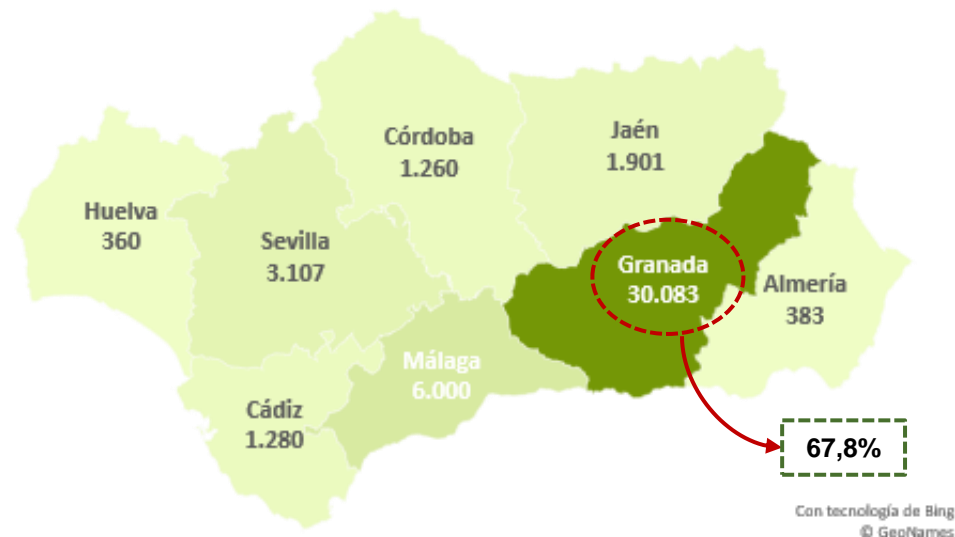 Córdoba
1.260
Jaén
1.901
Huelva
360
Sevilla
3.107
Granada
30.083
Almería
383
Málaga
6.000
Cádiz
1.280
67,8%
Con tecnología de Bing
© GeoNames